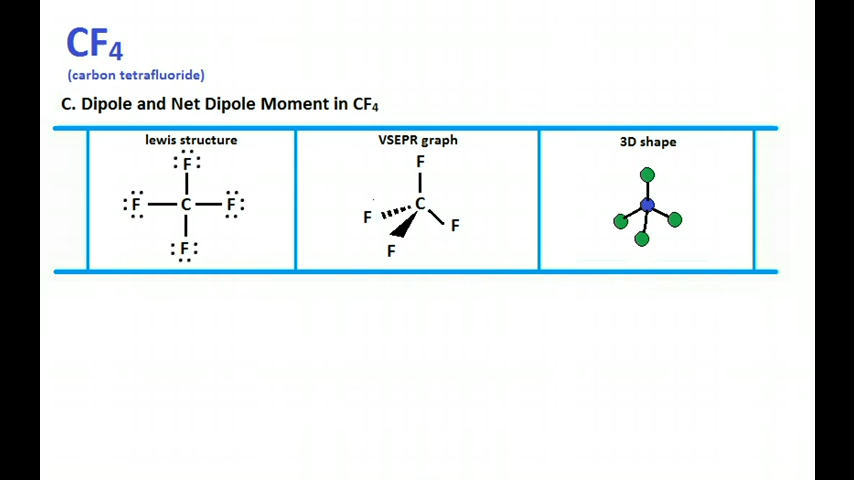 CF₄
(carbon tetrafluoride)
C. Dipole and Net Dipole Moment in CF₄
lewis structure
VSEPR graph
3D shape
F
F C F
F
F
C
F
F
F